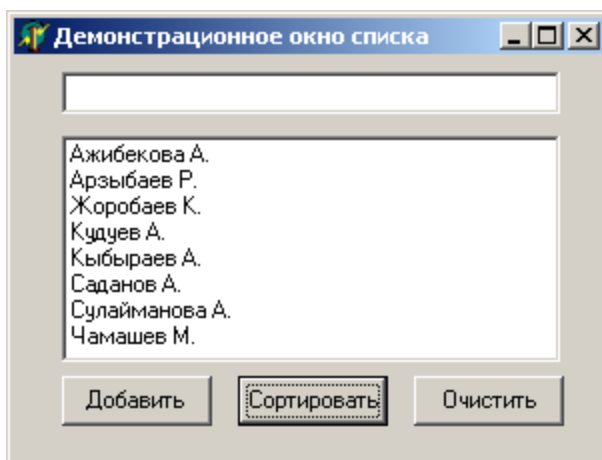 Демонстрационное окно списка
Ажибекова А.
Арзыбаев Р.
Жоробаев К.
Кудуев А.
Кыбыраев А.
Саданов А.
Сулайманова А.
Чамашев М.
Добавить Сортировать Очистить